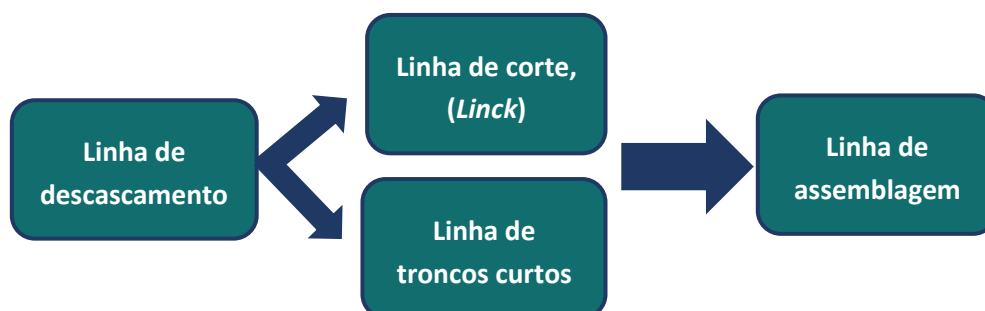 Linha de
descascamento
Linha de corte,
(Linck)
Linha de
troncos curtos
Linha de
assemblagem